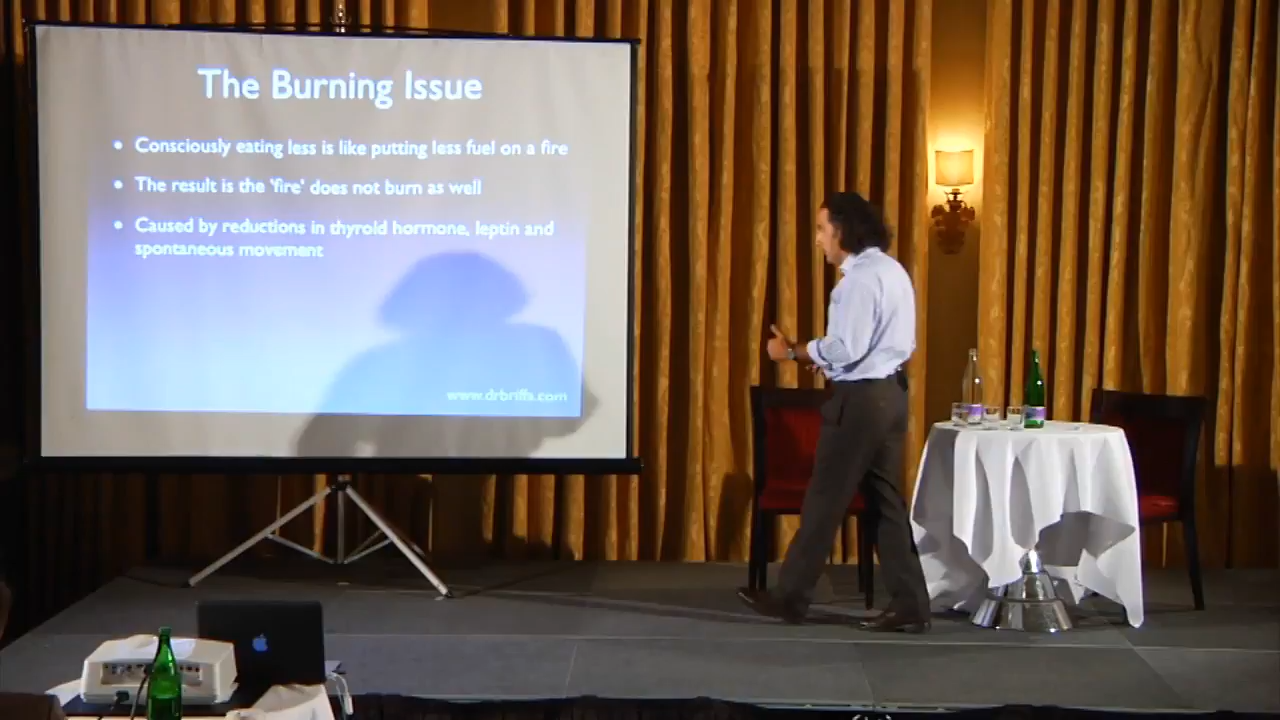 The Burning Issue
• Consciously eating less is like putting less fuel on a fire
• The result is the 'fire' does not burn as well
• Caused by reductions in thyroid hormone, leptin and
spontaneous movement
www.drbriffa.com